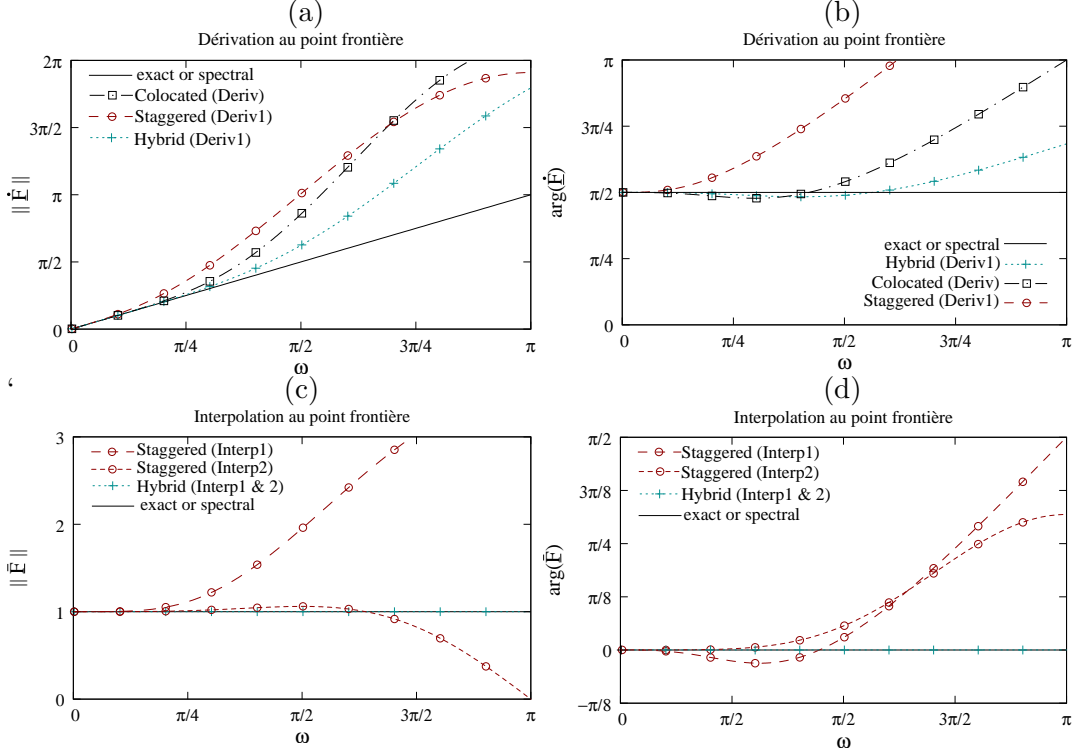 (a)
Dérivation au point frontière
2π
3π/2
π
π/2
0
|| Ḟ ||
exact or spectral
Colocated (Deriv)
Staggered (Deriv1)
Hybrid (Deriv1)
0
π/4
π/2
3π/4
π
ω
(b)
Dérivation au point frontière
π
3π/4
π/2
π/4
0
arg(Ḟ)
exact or spectral
Hybrid (Deriv1)
Colocated (Deriv)
Staggered (Deriv1)
0
π/4
π/2
3π/4
π
ω
‘
(c)
Interpolation au point frontière
3
2
1
0
|| F̄ ||
Staggered (Interp1)
Staggered (Interp2)
Hybrid (Interp1 & 2)
exact or spectral
0
π/4
π/2
3π/2
π
ω
(d)
Interpolation au point frontière
π/2
3π/8
π/4
π/8
0
−π/8
arg(F̄)
Staggered (Interp1)
Staggered (Interp2)
Hybrid (Interp1 & 2)
exact or spectral
0
π/2
π/2
3π/2
π
ω